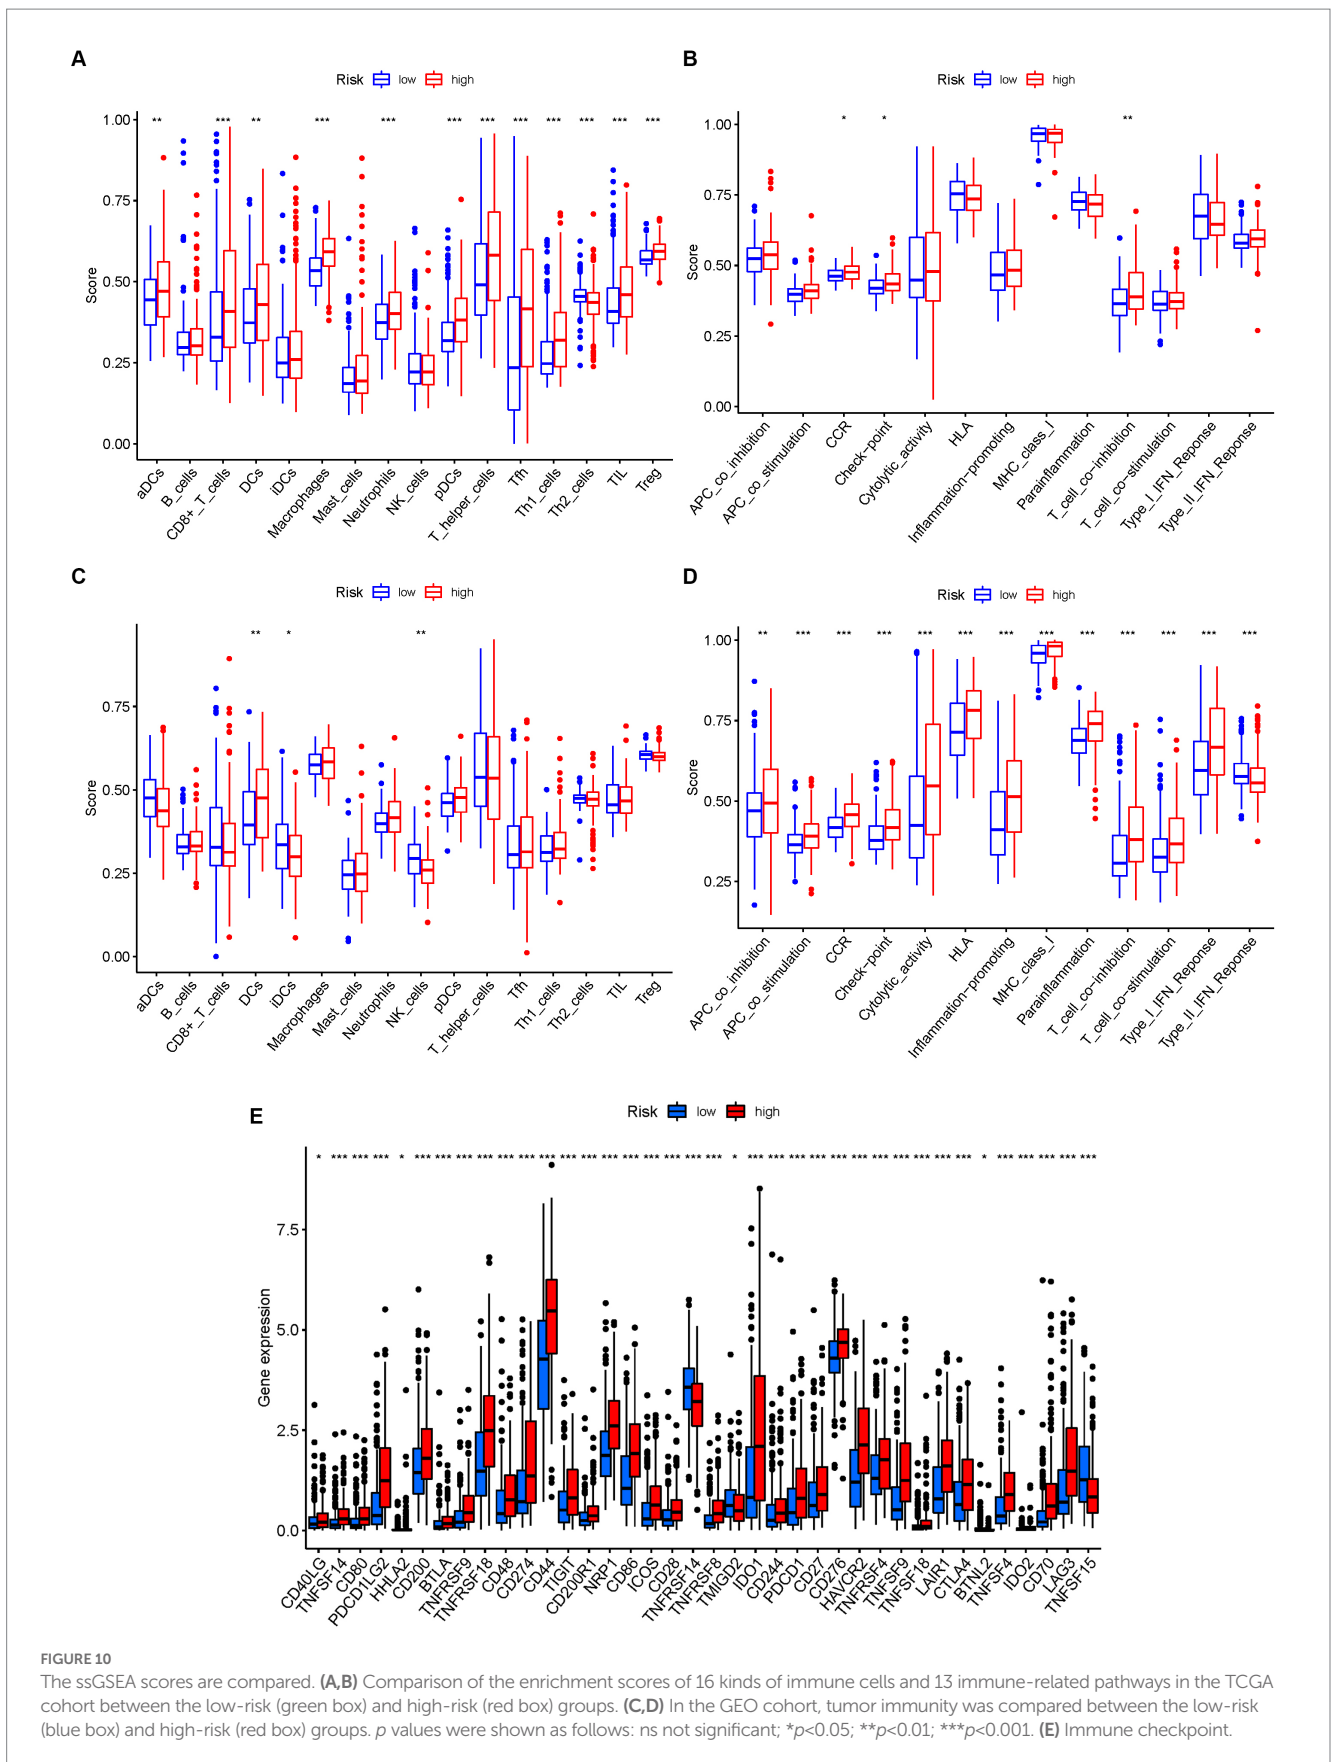 A
Risk low high
** *** ** *** *** *** *** *** *** *** *** ***
1.00
0.75
0.50
0.25
0.00
Score
aDCs
B_cells
CD8+_T_cells
DCs
iDCs
Macrophages
Mast_cells
Neutrophils
NK_cells
pDCs
T_helper_cells
Tfh
Th1_cells
Th2_cells
TIL
Treg
B
Risk low high
* * **
1.00
0.75
0.50
0.25
0.00
Score
APC_co_inhibition
APC_co_stimulation
CCR
Check-point
Cytolytic_activity
HLA
Inflammation-promoting
MHC_class_I
Parainflammation
T_cell_co-inhibition
T_cell_co-stimulation
Type_I_IFN_Reponse
Type_II_IFN_Reponse
C
Risk low high
** * **
0.75
0.50
0.25
0.00
Score
aDCs
B_cells
CD8+_T_cells
DCs
iDCs
Macrophages
Mast_cells
Neutrophils
NK_cells
pDCs
T_helper_cells
Tfh
Th1_cells
Th2_cells
TIL
Treg
D
Risk low high
** *** *** *** *** *** *** *** *** *** *** *** ***
1.00
0.75
0.50
0.25
Score
APC_co_inhibition
APC_co_stimulation
CCR
Check-point
Cytolytic_activity
HLA
Inflammation-promoting
MHC_class_I
Parainflammation
T_cell_co-inhibition
T_cell_co-stimulation
Type_I_IFN_Reponse
Type_II_IFN_Reponse
E
Risk low high
* *** *** *** * *** *** *** *** *** *** *** *** *** *** *** *** *** *** *** * *** *** *** *** *** *** *** *** *** *** *** * *** *** *** *** ***
7.5
5.0
2.5
0.0
Gene expression
CD40LG
TNFSF14
CD80
PDCD1LG2
HHLA2
CD200
BTLA
TNFRSF9
TNFRSF18
CD48
CD274
CD44
TIGIT
CD200R1
NRP1
CD86
ICOS
CD28
TNFRSF14
TNFRSF8
TMIGD2
IDO1
CD244
PDCD1
CD27
CD276
HAVCR2
TNFRSF4
TNFSF9
TNFSF18
LAIR1
CTLA4
BTNL2
TNFSF4
IDO2
CD70
LAG3
TNFSF15
FIGURE 10
The ssGSEA scores are compared. (A,B) Comparison of the enrichment scores of 16 kinds of immune cells and 13 immune-related pathways in the TCGA
cohort between the low-risk (green box) and high-risk (red box) groups. (C,D) In the GEO cohort, tumor immunity was compared between the low-risk
(blue box) and high-risk (red box) groups. p values were shown as follows: ns not significant; *p<0.05; **p<0.01; ***p<0.001. (E) Immune checkpoint.